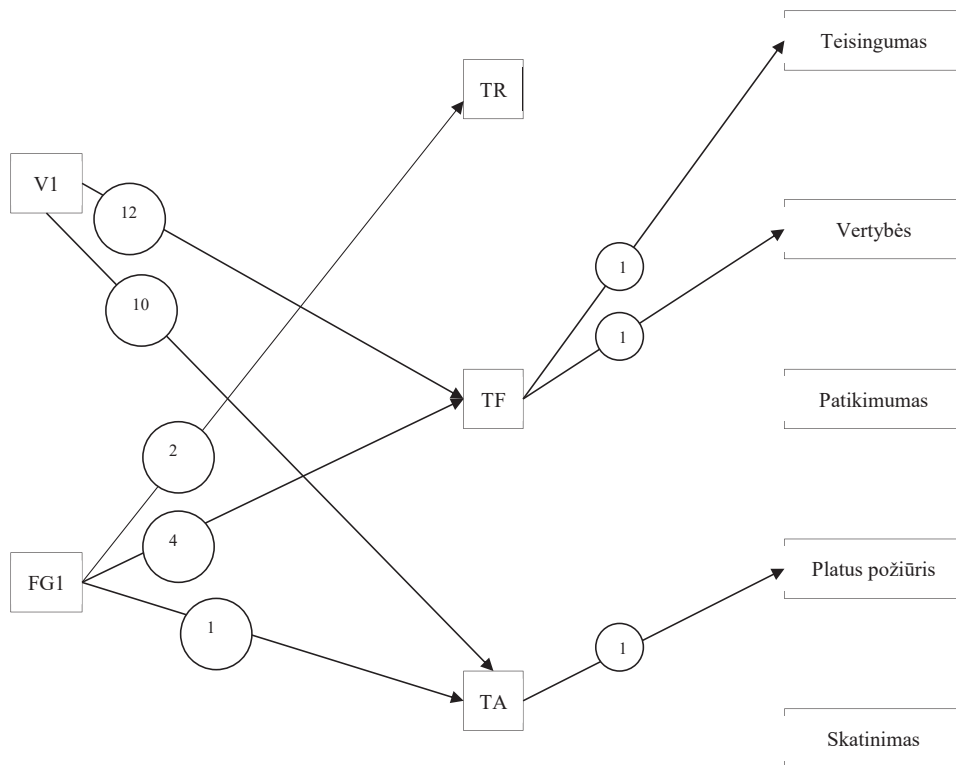 Teisingumas
TR
V1
12
Vertybės
1
10
1
TF
Patikimumas
2
4
FG1
Platus požiūris
1
1
TA
Skatinimas